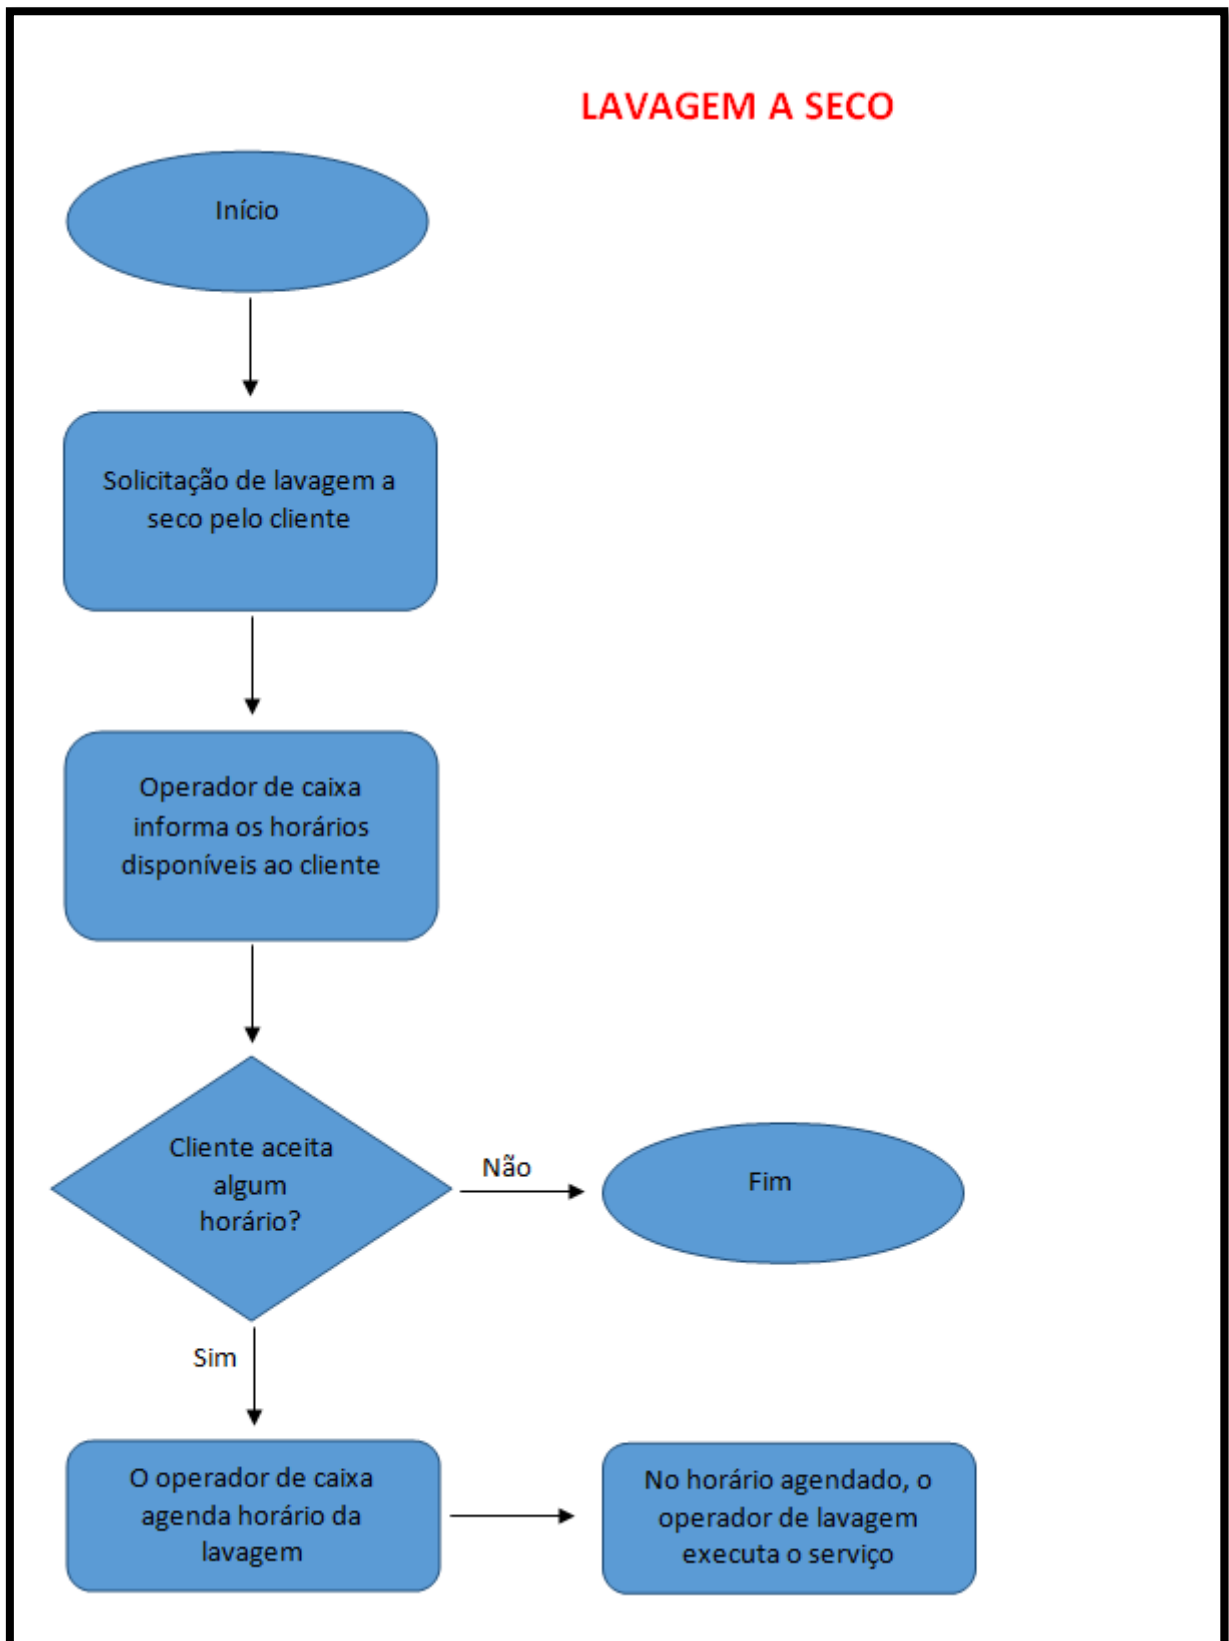 LAVAGEM A SECO
Início
Solicitação de lavagem a
seco pelo cliente
Operador de caixa
informa os horários
disponíveis ao cliente
Cliente aceita
algum
horário?
Não
Fim
Sim
O operador de caixa
agenda horário da
lavagem
No horário agendado, o
operador de lavagem
executa o serviço